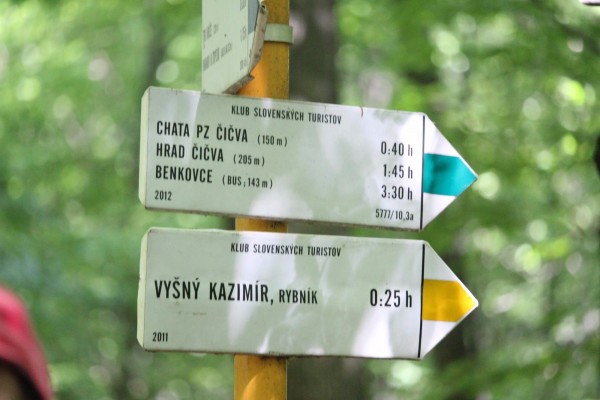 KLUB SLOVENSKÝCH TURISTOV
CHATA PZ ČIČVA (150 m) 0:40 h
HRAD ČIČVA (205 m) 1:45 h
BENKOVCE (BUS, 143 m) 3:30 h
2012 5777/10,3a
KLUB SLOVENSKÝCH TURISTOV
VYŠNÝ KAZIMÍR, RYBNÍK 0:25 h
2011